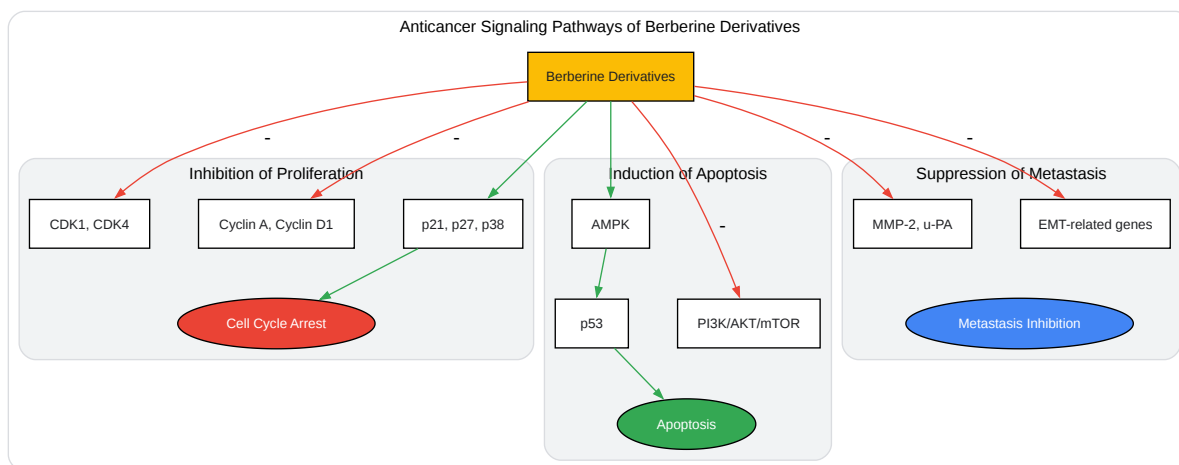 Anticancer Signaling Pathways of Berberine Derivatives
Berberine Derivatives
-
-
-
-
Inhibition of Proliferation
Induction of Apoptosis
Suppression of Metastasis
CDK1, CDK4
Cyclin A, Cyclin D1
p21, p27, p38
AMPK
-
MMP-2, u-PA
EMT-related genes
Cell Cycle Arrest
p53
PI3K/AKT/mTOR
Metastasis Inhibition
Apoptosis